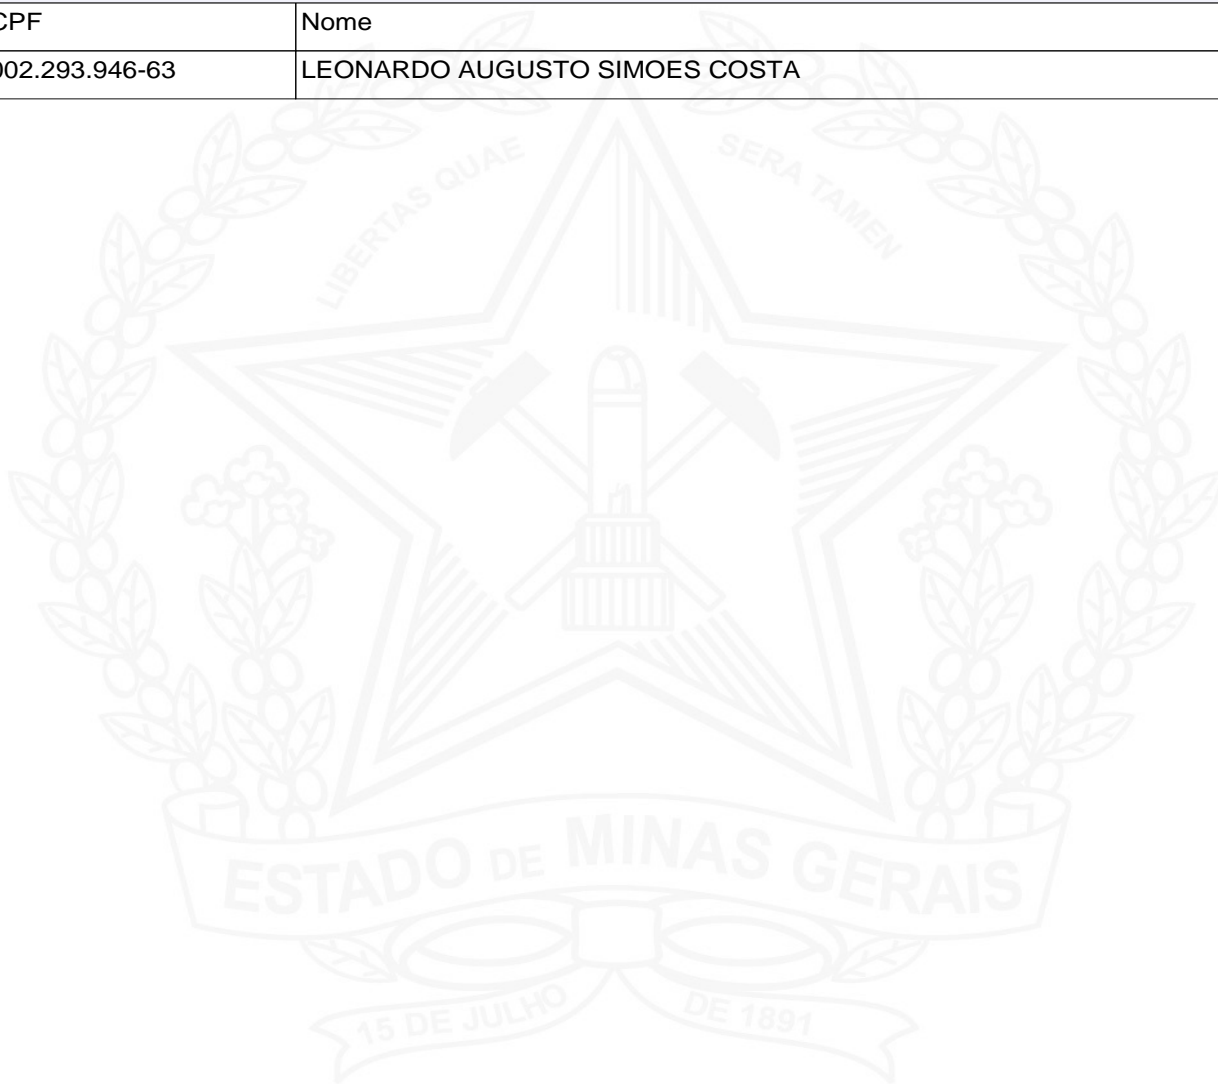 CPF Nome
002.293.946-63 LEONARDO AUGUSTO SIMOES COSTA
LIBERTAS QUAE SERA TAMEN
ESTADO DE MINAS GERAIS
15 DE JULHO DE 1891